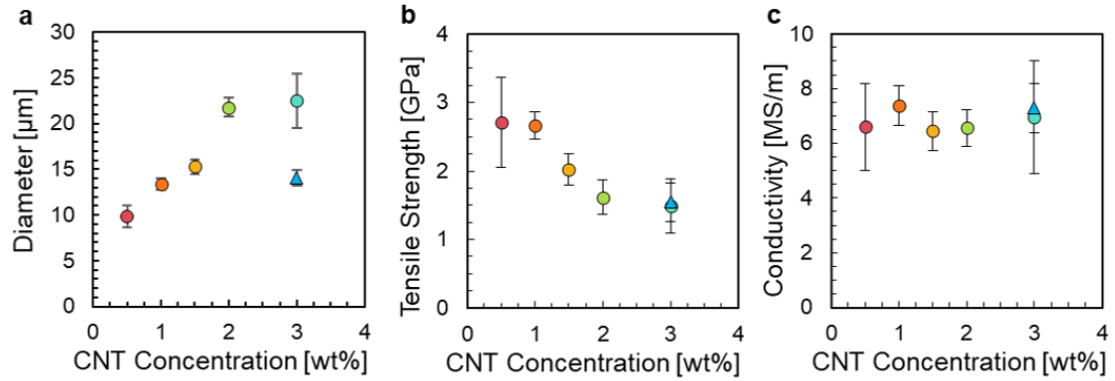 a
30
25
20
15
10
5
0
Diameter [µm]
0 1 2 3 4
CNT Concentration [wt%]
b
4
3
2
1
0
Tensile Strength [GPa]
0 1 2 3 4
CNT Concentration [wt%]
c
10
8
6
4
2
0
Conductivity [MS/m]
0 1 2 3 4
CNT Concentration [wt%]